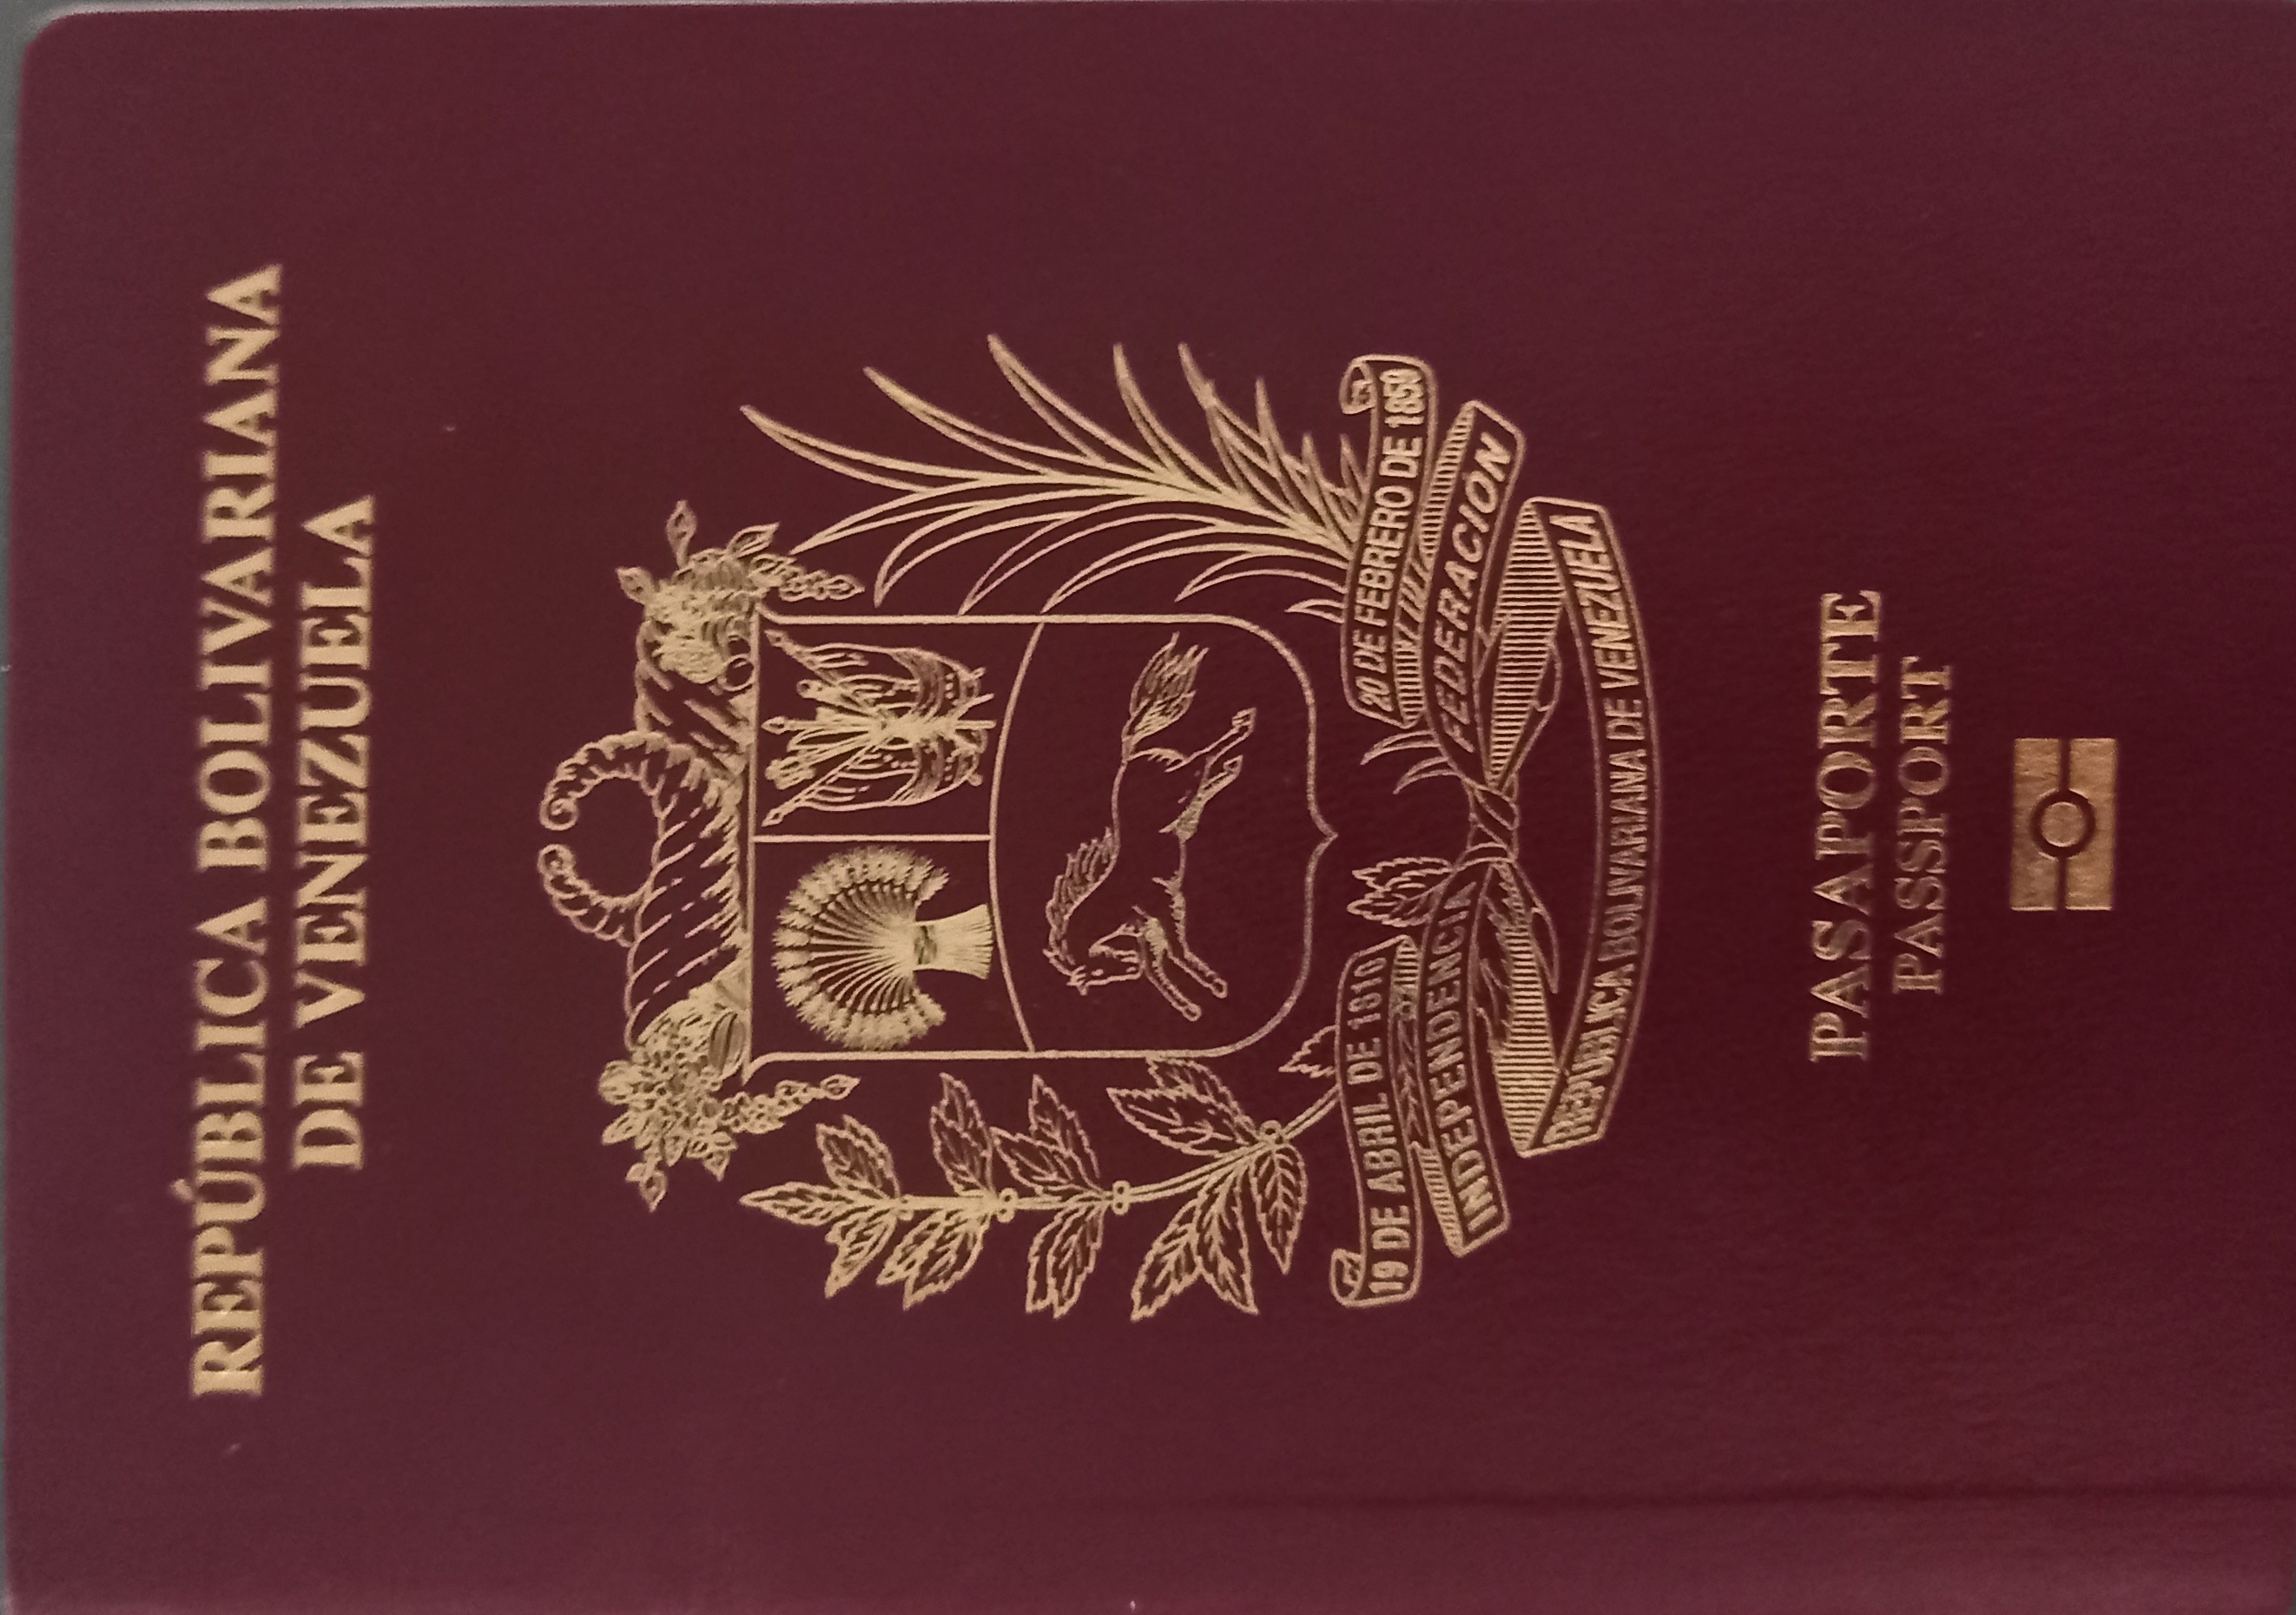 REPÚBLICA BOLIVARIANA
DE VENEZUELA
19 DE ABRIL DE 1810
20 DE FEBRERO DE 1859
INDEPENDENCIA
FEDERACIÓN
REPÚBLICA BOLIVARIANA DE VENEZUELA
PASAPORTE
PASSPORT